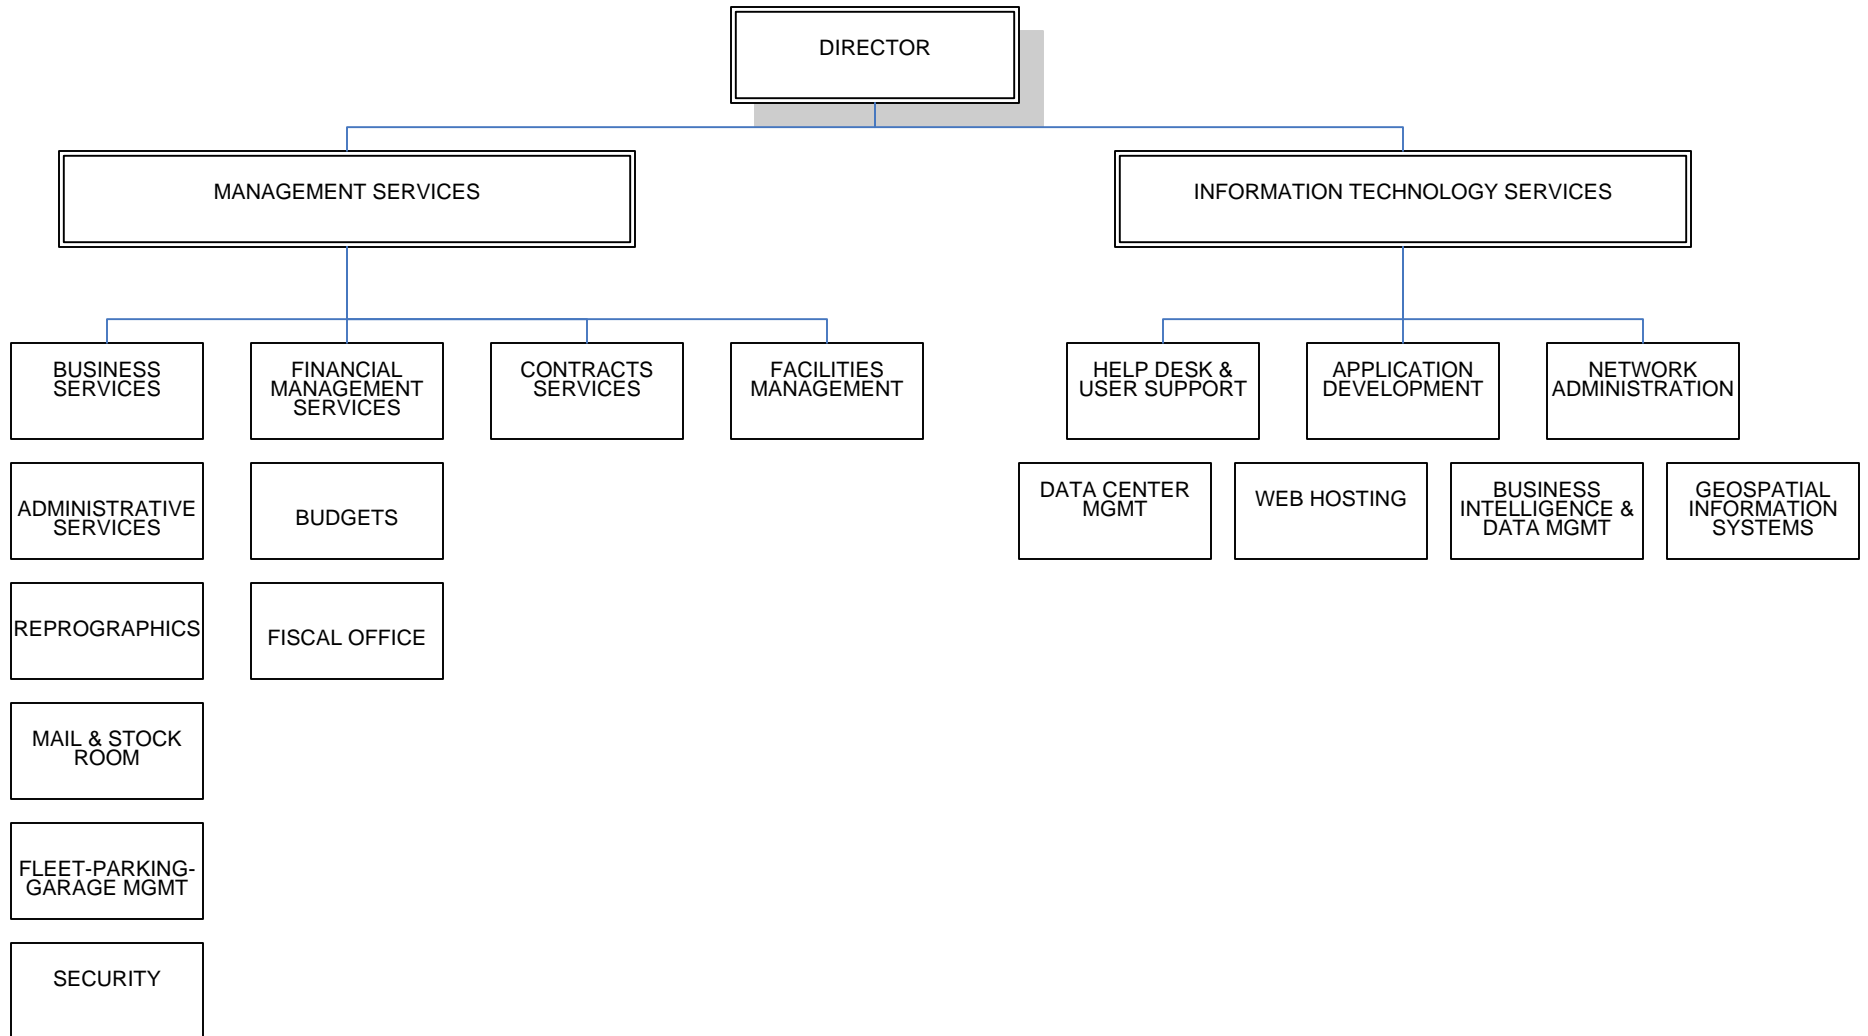 DIRECTOR
MANAGEMENT SERVICES
INFORMATION TECHNOLOGY SERVICES
BUSINESS
SERVICES
FINANCIAL
MANAGEMENT
SERVICES
CONTRACTS
SERVICES
FACILITIES
MANAGEMENT
HELP DESK &
USER SUPPORT
APPLICATION
DEVELOPMENT
NETWORK
ADMINISTRATION
ADMINISTRATIVE
SERVICES
BUDGETS
DATA CENTER
MGMT
WEB HOSTING
BUSINESS
INTELLIGENCE &
DATA MGMT
GEOSPATIAL
INFORMATION
SYSTEMS
REPROGRAPHICS
FISCAL OFFICE
MAIL & STOCK
ROOM
FLEET-PARKING-
GARAGE MGMT
SECURITY